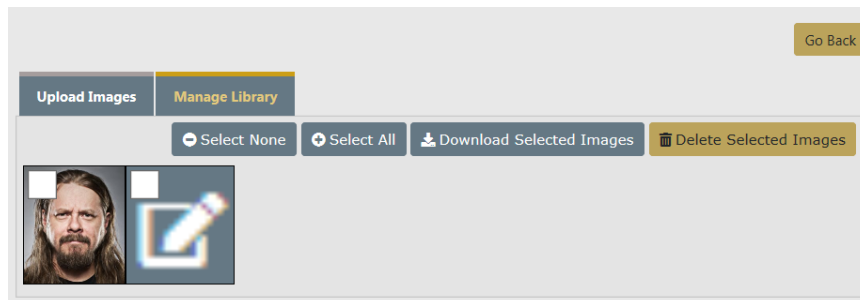 Go Back
Upload Images Manage Library
Select None Select All Download Selected Images Delete Selected Images